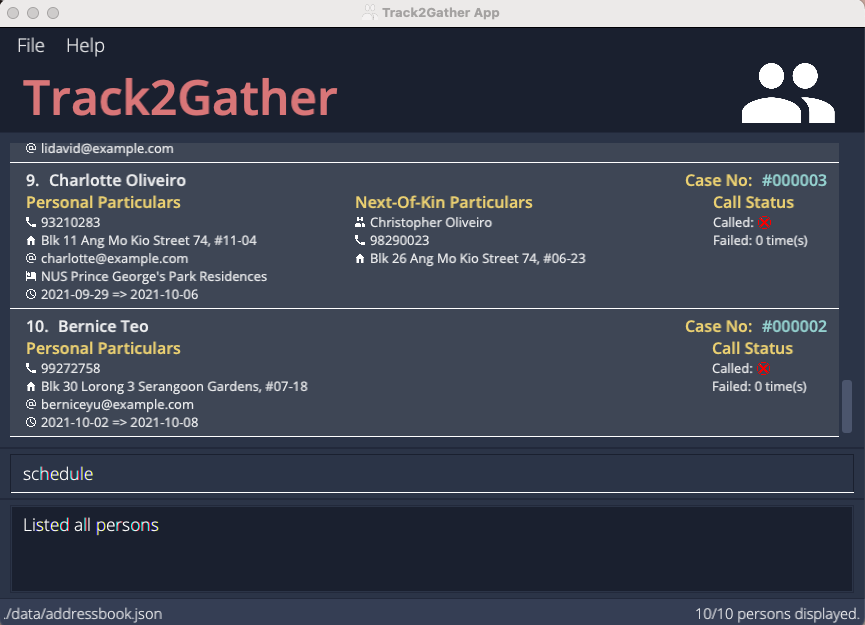 Track2Gather App
File Help
Track2Gather
@ lidavid@example.com
9. Charlotte Oliveiro Case No: #000003
Personal Particulars Next-Of-Kin Particulars Call Status
93210283 Christopher Oliveiro Called:
Blk 11 Ang Mo Kio Street 74, #11-04 98290023 Failed: 0 time(s)
@ charlotte@example.com Blk 26 Ang Mo Kio Street 74, #06-23
NUS Prince George's Park Residences
2021-09-29 => 2021-10-06
10. Bernice Teo Case No: #000002
Personal Particulars Call Status
99272758 Called:
Blk 30 Lorong 3 Serangoon Gardens, #07-18 Failed: 0 time(s)
@ berniceyu@example.com
2021-10-02 => 2021-10-08
schedule
Listed all persons
./data/addressbook.json 10/10 persons displayed.